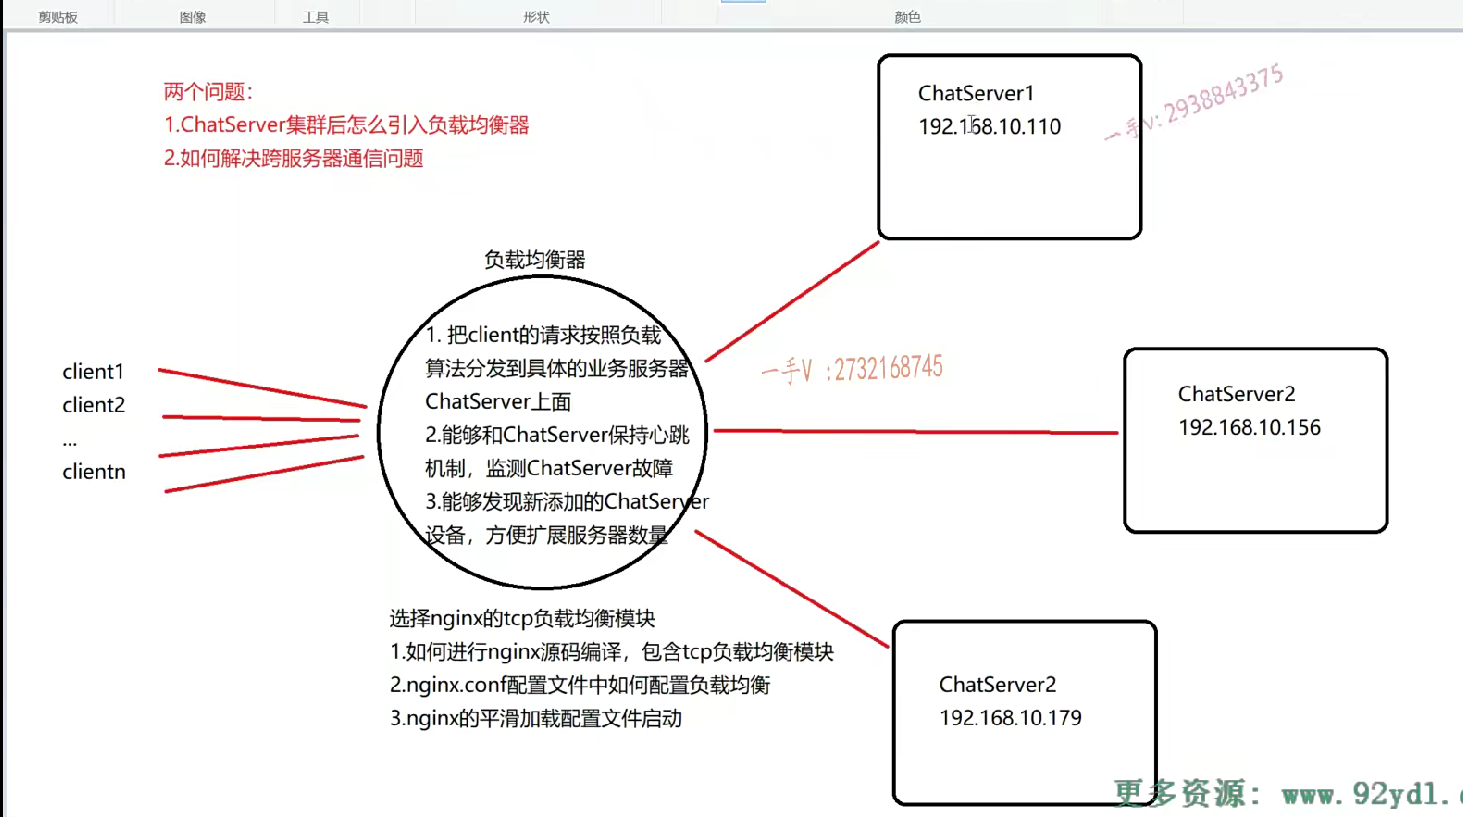 剪贴板
图像
工具
形状
颜色
两个问题：
1.ChatServer集群后怎么引入负载均衡器
2.如何解决跨服务器通信问题
ChatServer1
192.168.10.110
一手V: 2938843375
负载均衡器
1. 把client的请求按照负载
算法分发到具体的业务服务器
ChatServer上面
2.能够和ChatServer保持心跳
机制，监测ChatServer故障
3.能够发现新添加的ChatServer
设备，方便扩展服务器数量
client1
client2
...
clientn
一手V :2732168745
ChatServer2
192.168.10.156
选择nginx的tcp负载均衡模块
1.如何进行nginx源码编译，包含tcp负载均衡模块
2.nginx.conf配置文件中如何配置负载均衡
3.nginx的平滑加载配置文件启动
ChatServer2
192.168.10.179
更多资源：www.92ydl.